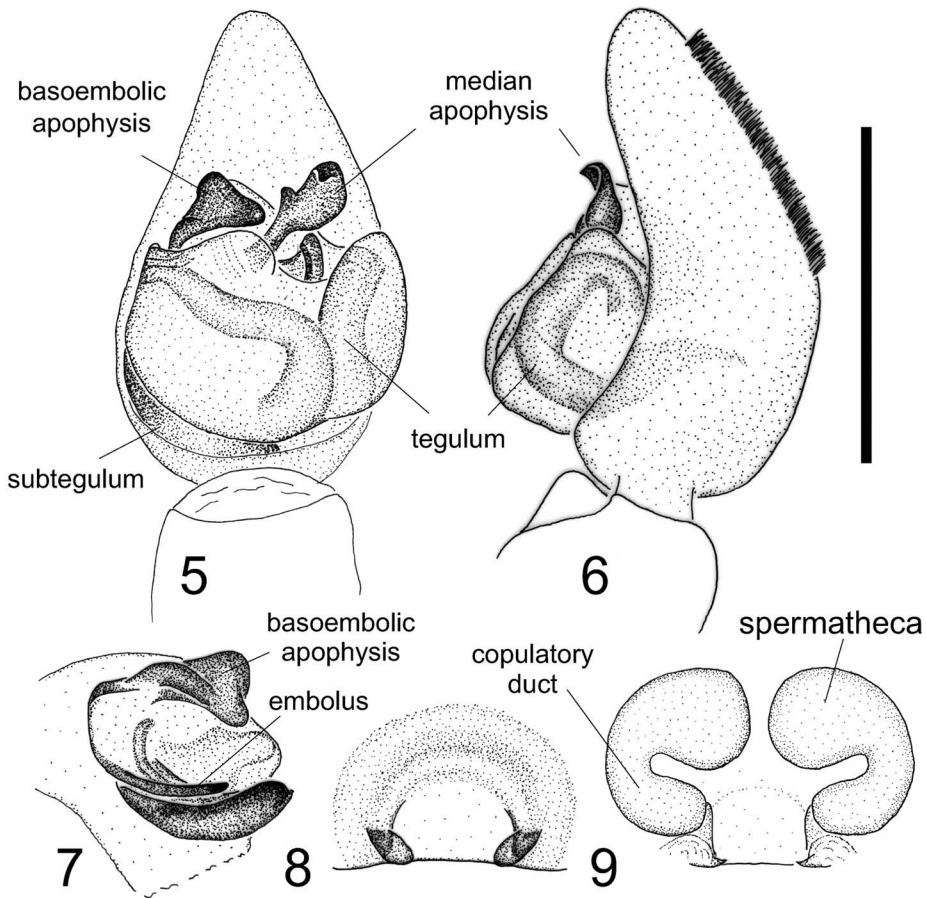 basoembolic
apophysis
median
apophysis
tegulum
subtegulum
5
6
basoembolic
apophysis
embolus
copulatory
duct
spermatheca
7
8
9